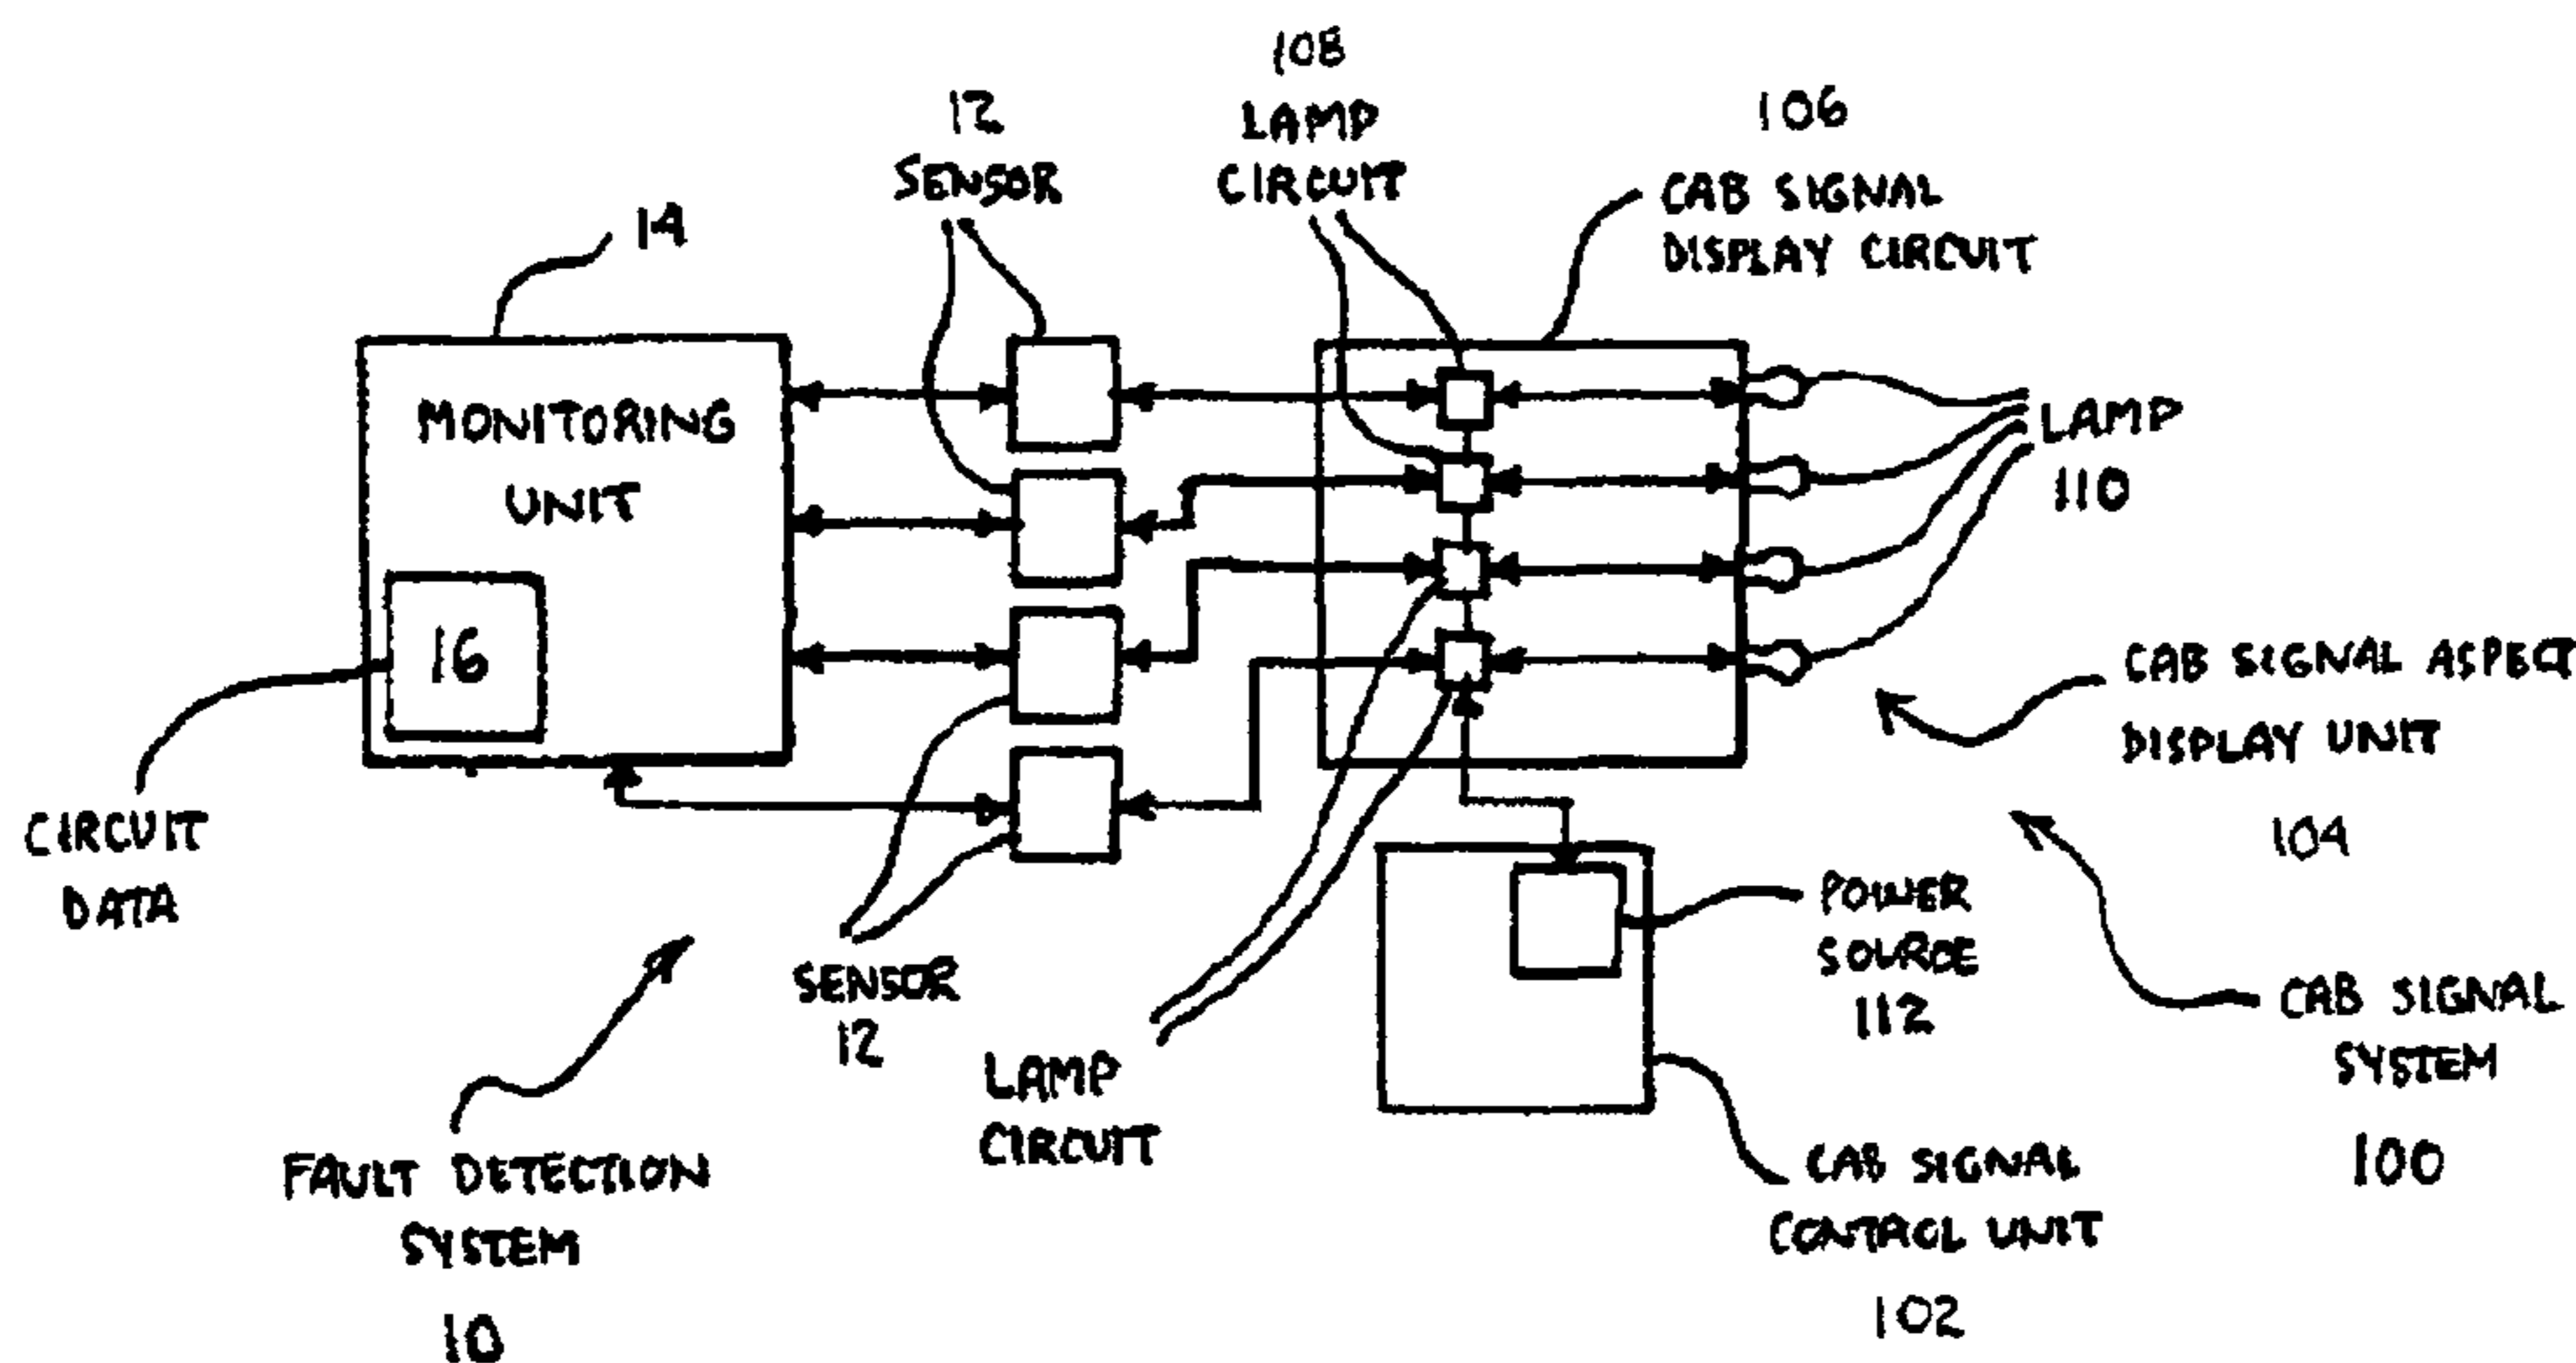 108
12
LAMP
106
SENSOR
CIRCUIT
CAB SIGNAL
DISPLAY CIRCUIT
14
MONITORING
UNIT
LAMP
110
16
CAB SIGNAL ASPECT
DISPLAY UNIT
104
CIRCUIT
DATA
POWER
SOURCE
112
SENSOR
12
CAB SIGNAL
SYSTEM
100
LAMP
CIRCUIT
FAULT DETECTION
SYSTEM
10
CAB SIGNAL
CONTROL UNIT
102